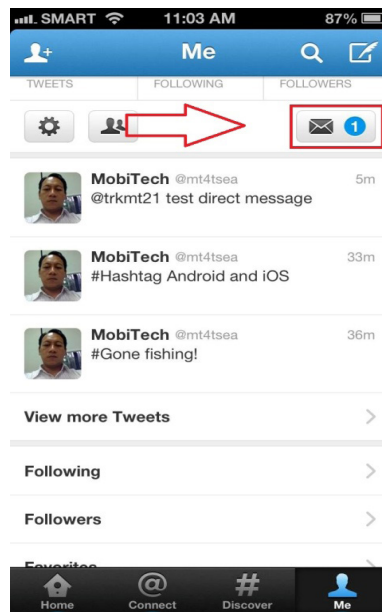 SMART 11:03 AM 87%
Me
TWEETS FOLLOWING FOLLOWERS
1
MobiTech @mt4tsea 5m
@trkmt21 test direct message
MobiTech @mt4tsea 33m
#Hashtag Android and iOS
MobiTech @mt4tsea 36m
#Gone fishing!
View more Tweets
Following
Followers
Favorites
Home Connect Discover Me